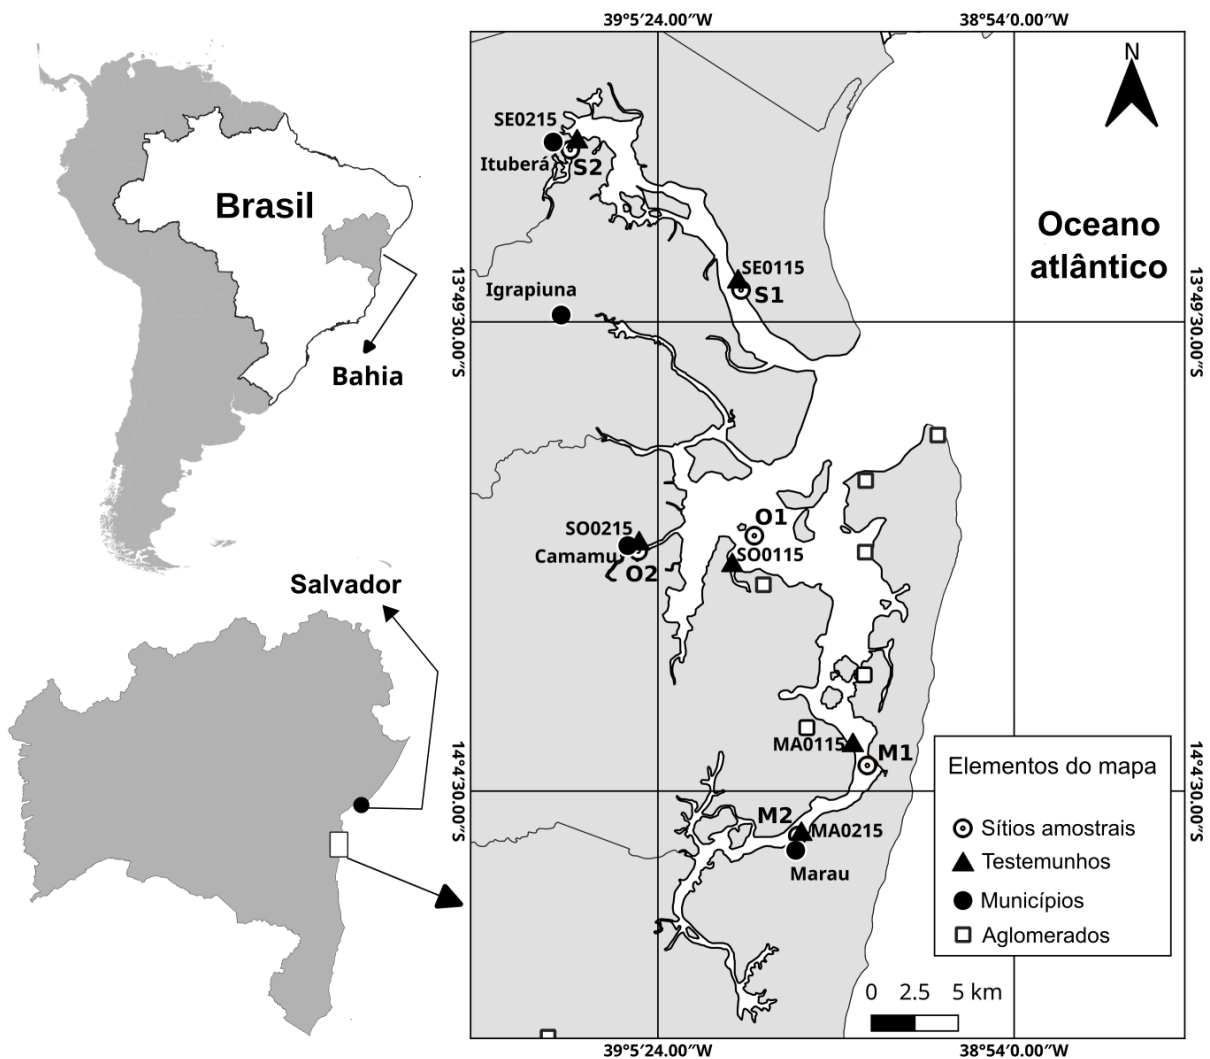 39°5′24.00″W
38°54′0.00″W
N
SE0215
Ituberá
S2
Brasil
Oceano
atlântico
SE0115
S1
13°49′30.00″S
13°49′30.00″S
Igrapiuna
Bahia
O1
SO0215
Camamu
SO0115
O2
Salvador
MA0115
M1
14°4′30.00″S
14°4′30.00″S
M2
MA0215
Marau
Elementos do mapa
Sítios amostrais
Testemunhos
Municípios
Aglomerados
0 2.5 5 km
39°5′24.00″W
38°54′0.00″W